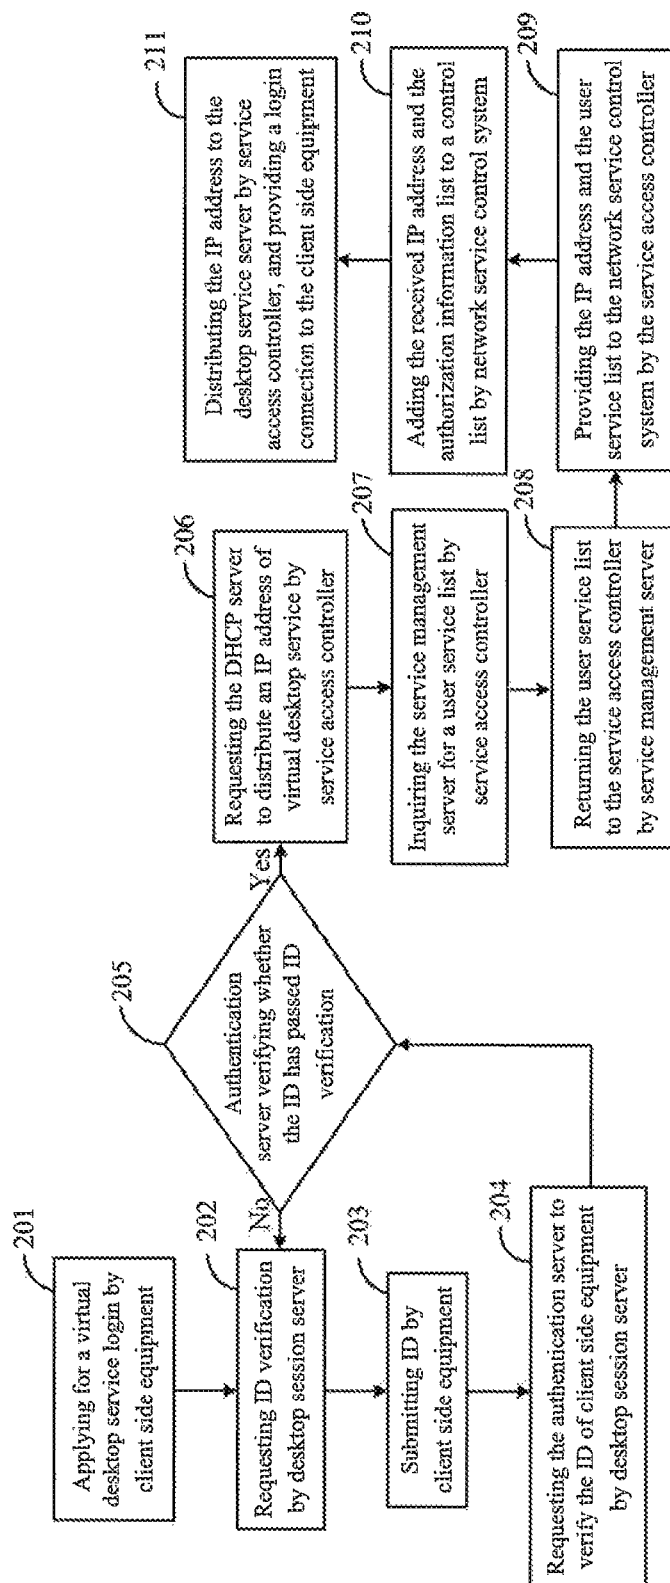 201
Applying for a virtual
desktop service login by
client side equipment
202
Requesting ID verification
by desktop session server
203
Submitting ID by
client side equipment
204
Requesting the authentication server to
verify the ID of client side equipment
by desktop session server
205
Authentication
server verifying whether
the ID has passed ID
verification
No
Yes
206
Requesting the DHCP server
to distribute an IP address of
virtual desktop service by
service access controller
207
Inquiring the service management
server for a user service list by
service access controller
208
Returning the user service list
to the service access controller
by service management server
209
Providing the IP address and the user
service list to the network service control
system by the service access controller
210
Adding the received IP address and the
authorization information list to a control
list by network service control system
211
Distributing the IP address to the
desktop service server by service
access controller, and providing a login
connection to the client side equipment